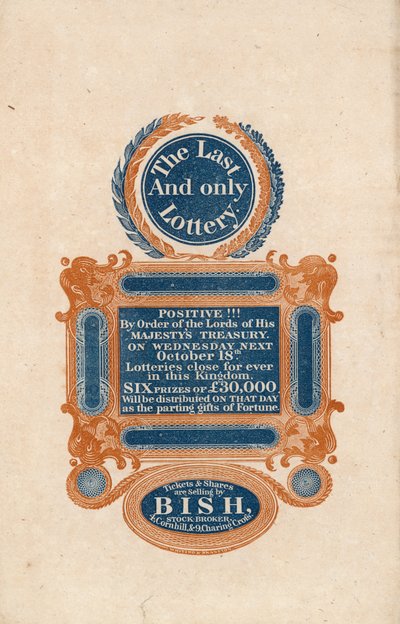 The Last
And only
Lottery.
POSITIVE !!!
By Order of the Lords of His
MAJESTY'S TREASURY.
ON WEDNESDAY NEXT
October 18th
Lotteries close for ever
in this Kingdom.
SIX PRIZES OF £30,000
Will be distributed ON THAT DAY
as the parting gifts of Fortune.
Tickets & Shares
are Selling by
BISH,
STOCK-BROKER,
4, Cornhill, & 9, Charing Crofs.